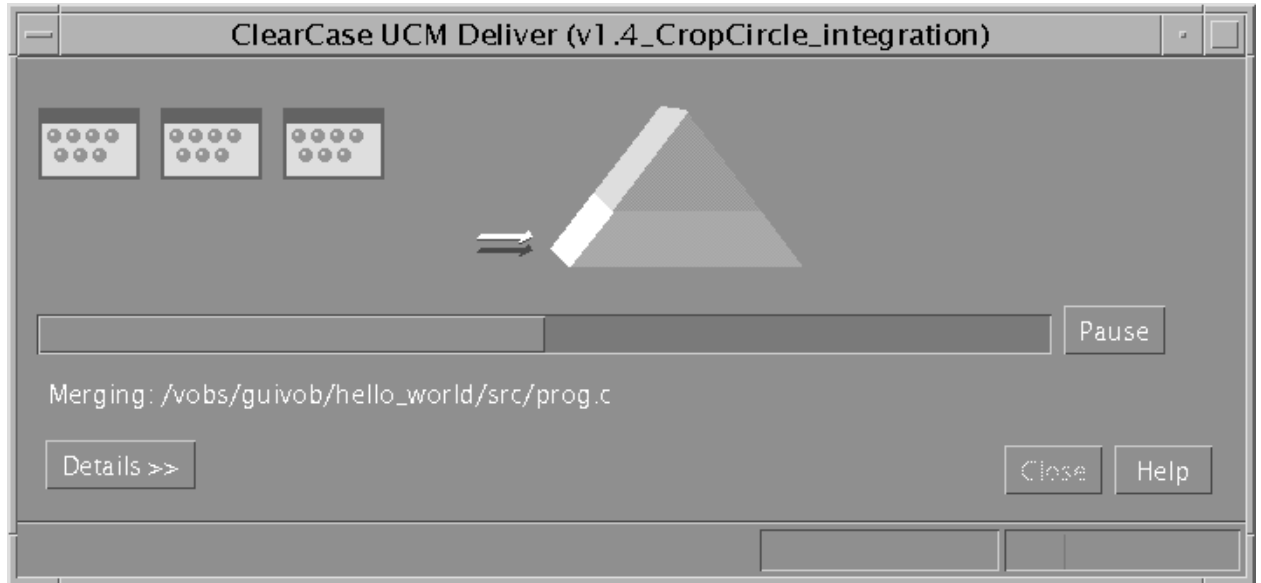 ClearCase UCM Deliver (v1.4_CropCircle_integration)
Pause
Merging: /vobs/guivob/hello_world/src/prog.c
Details >>
Close
Help